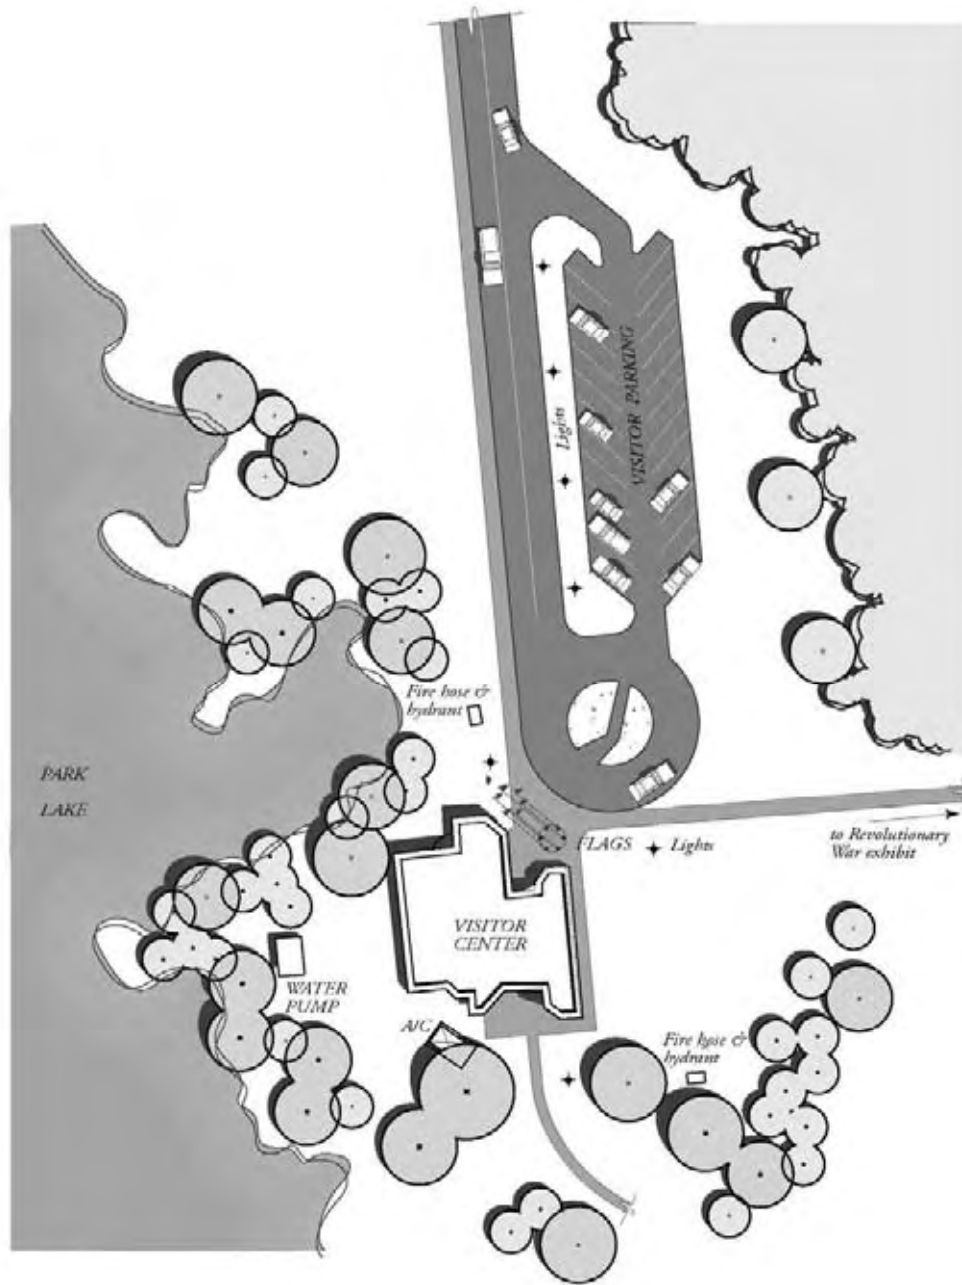 Lights
VISITOR PARKING
Fire hose &
hydrant
PARK
LAKE
FLAGS
Lights
to Revolutionary
War exhibit
VISITOR
CENTER
WATER
PUMP
A/C
Fire hose &
hydrant